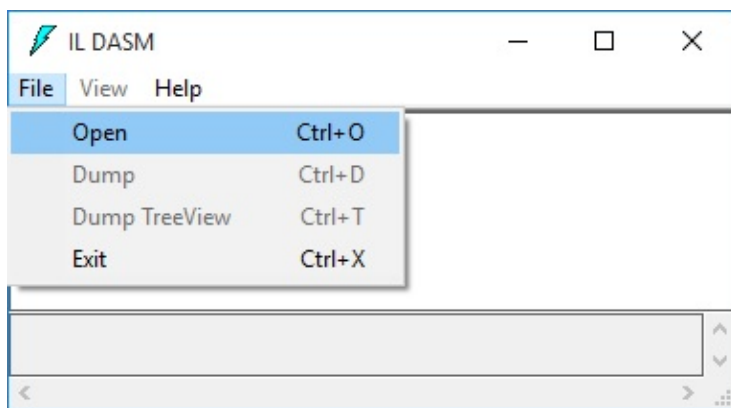 IL DASM
File View Help
Open Ctrl+O
Dump Ctrl+D
Dump TreeView Ctrl+T
Exit Ctrl+X